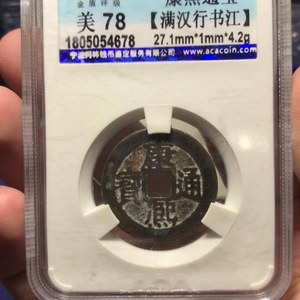 金盾评级
康熙通宝
美 78
【满汉行书江】
1805054678
27.1mm*1mm*4.2g
www.acacoin.com
康熙通寶